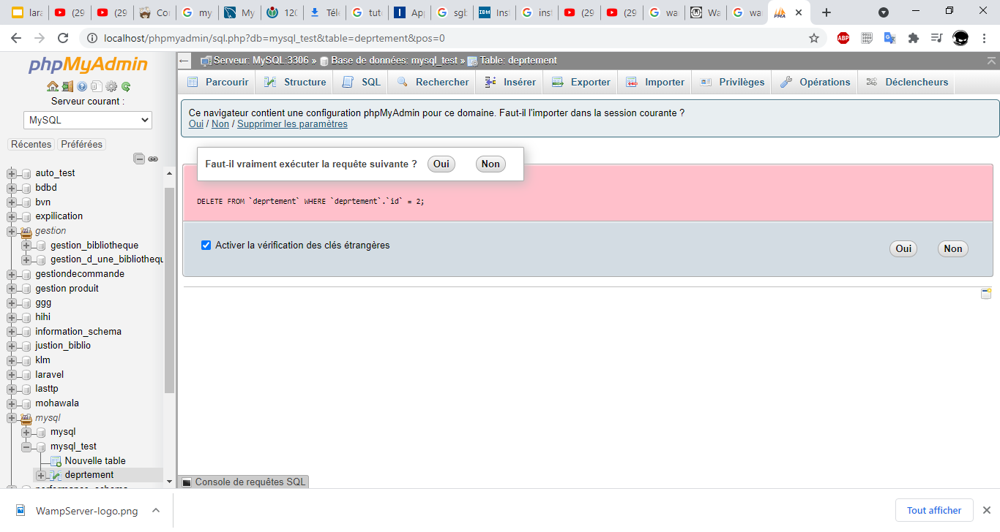 lara
(29
(29
Cor
my
My
120
Télé
tuto
App
sgb
IBM Inst
inst
(29
(29
wa
Wa
wa
localhost/phpmyadmin/sql.php?db=mysql_test&table=deprtement&pos=0
phpMyAdmin
Serveur courant :
MySQL
Récentes Préférées
auto_test
bdbd
bvn
expilication
gestion
gestion_bibliotheque
gestion_d_une_bibliothequ
gestiondecommande
gestion produit
ggg
hihi
information_schema
justion_biblio
klm
laravel
lasttp
mohawala
mysql
mysql
mysql_test
Nouvelle table
deprtement
performance_schema
Serveur: MySQL:3306 » Base de données: mysql_test » Table: deprtement
Parcourir Structure SQL Rechercher Insérer Exporter Importer Privilèges Opérations Déclencheurs
Ce navigateur contient une configuration phpMyAdmin pour ce domaine. Faut-il l'importer dans la session courante ?
Oui / Non / Supprimer les paramètres
Faut-il vraiment exécuter la requête suivante ? Oui Non
DELETE FROM `deprtement` WHERE `deprtement`.`id` = 2;
Activer la vérification des clés étrangères Oui Non
Console de requêtes SQL
WampServer-logo.png
Tout afficher